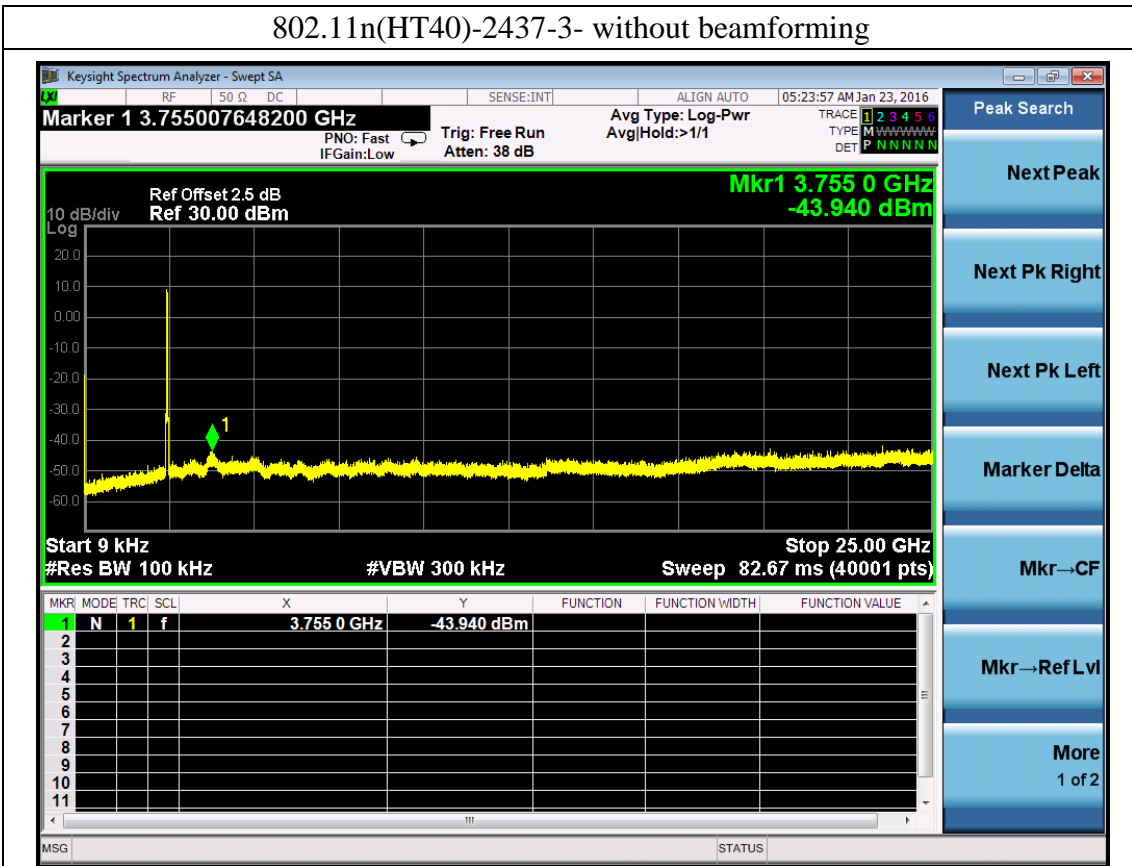 802.11n(HT40)-2437-3- without beamforming
Keysight Spectrum Analyzer - Swept SA
LXI RF 50 Ω DC SENSE:INT ALIGN AUTO 05:23:57 AM Jan 23, 2016
Marker 1 3.755007648200 GHz
PNO: Fast
IFGain:Low
Trig: Free Run
Atten: 38 dB
Avg Type: Log-Pwr
Avg|Hold:>1/1
TRACE 1 2 3 4 5 6
TYPE M WWWWW
DET P N N N N N
Peak Search
Next Peak
Next Pk Right
Next Pk Left
Marker Delta
Mkr→CF
Mkr→Ref Lvl
More
1 of 2
Mkr1 3.755 0 GHz
-43.940 dBm
Ref Offset 2.5 dB
10 dB/div Ref 30.00 dBm
Log
20.0
10.0
0.00
-10.0
-20.0
-30.0
1
-40.0
-50.0
-60.0
Start 9 kHz Stop 25.00 GHz
#Res BW 100 kHz #VBW 300 kHz Sweep 82.67 ms (40001 pts)
MKR MODE TRC SCL X Y FUNCTION FUNCTION WIDTH FUNCTION VALUE
1 N 1 f 3.755 0 GHz -43.940 dBm
2
3
4
5
6
7
8
9
10
11
MSG STATUS